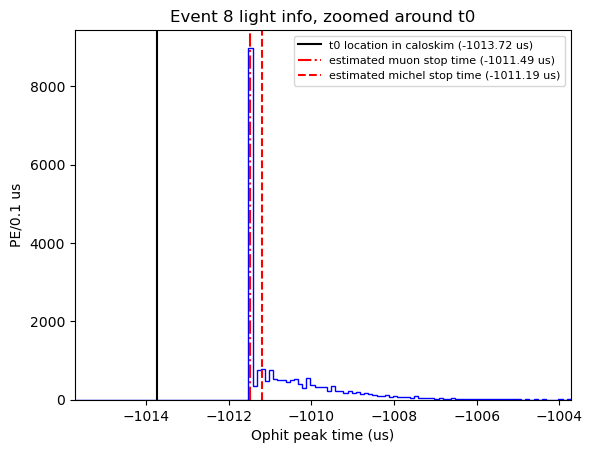 Event 8 light info, zoomed around t0
t0 location in caloskim (-1013.72 us)
estimated muon stop time (-1011.49 us)
estimated michel stop time (-1011.19 us)
PE/0.1 us
8000
6000
4000
2000
0
−1014 −1012 −1010 −1008 −1006 −1004
Ophit peak time (us)